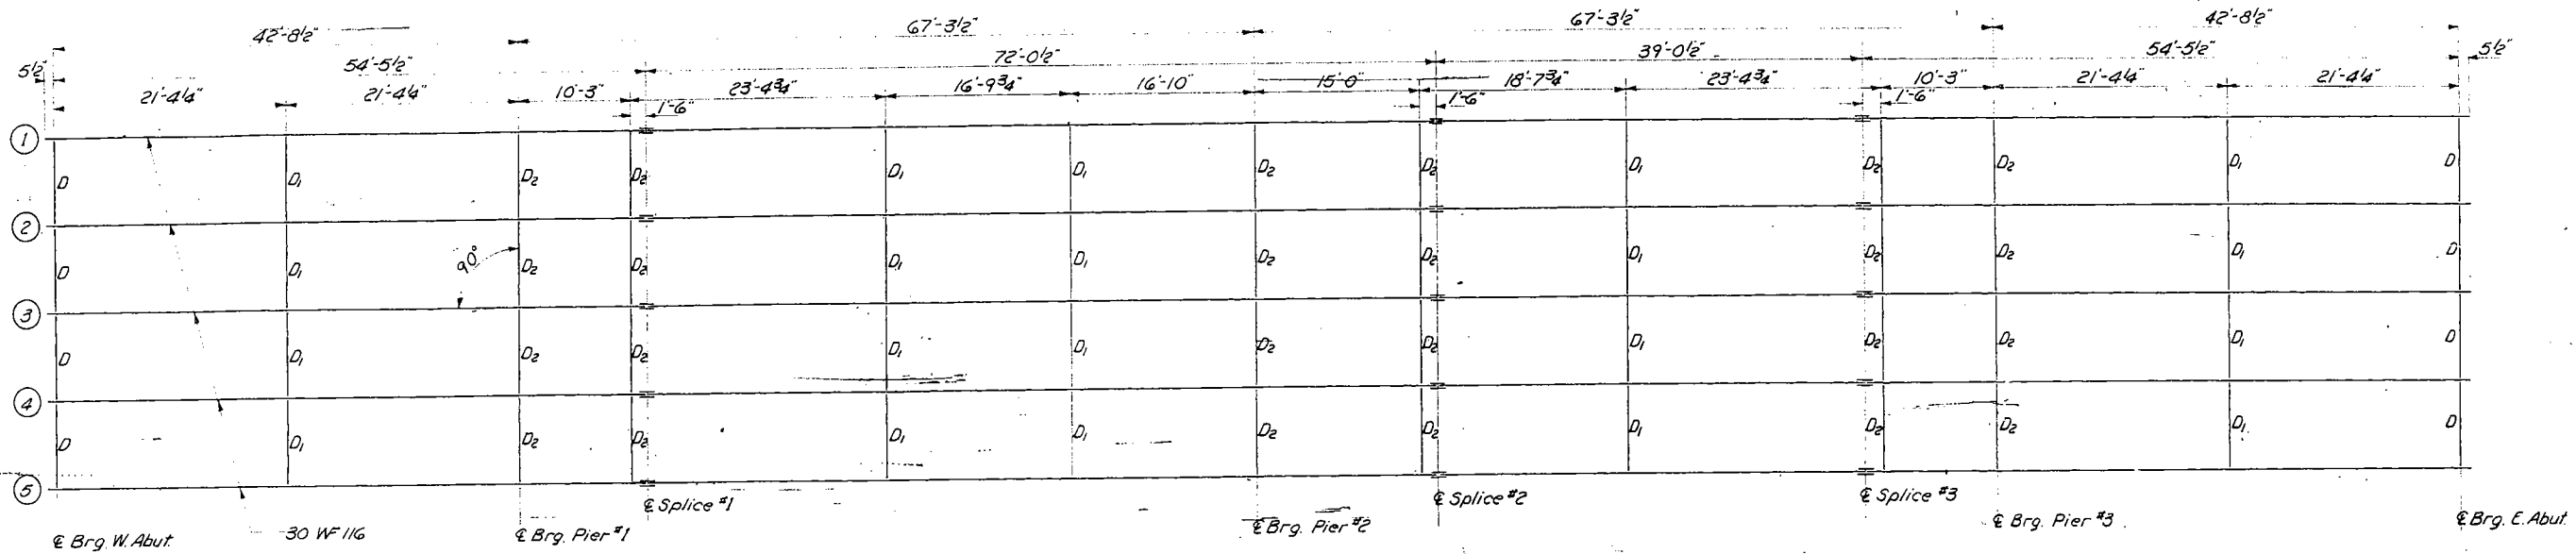 42'-8½" 67'-3½" 67'-3½" 42'-8½"
5½" 54'-5½" 72'-0½" 39'-0½" 54'-5½" 5½"
21'-4¼" 21'-4¼" 10'-3" 23'-4¾" 16'-9¾" 16'-10" 15'-0" 18'-7¾" 23'-4¾" 10'-3" 21'-4¼" 21'-4¼"
1'-6" 1'-6" 1'-6"
1
D D1 D2 D2 D1 D1 D2 D2 D1 D2 D2 D1 D
2
D D1 90° D2 D2 D1 D1 D2 D2 D1 D2 D2 D1 D
3
D D1 D2 D2 D1 D1 D2 D2 D1 D2 D2 D1 D
4
D D1 D2 D2 D1 D1 D2 D2 D1 D2 D2 D1 D
5
℄ Splice #1 ℄ Splice #2 ℄ Splice #3
℄ Brg. W. Abut. 30 WF 116 ℄ Brg. Pier #1 ℄ Brg. Pier #2 ℄ Brg. Pier #3 ℄ Brg. E. Abut.